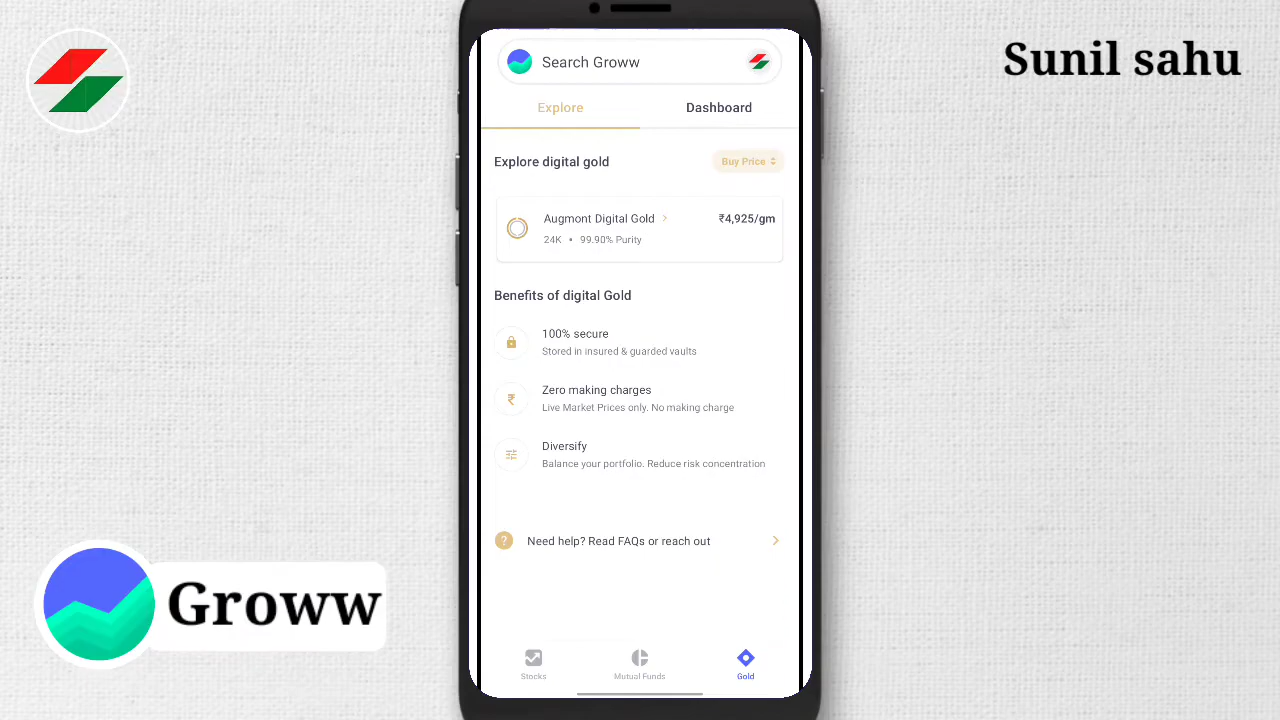 Sunil sahu
Search Groww
Explore
Dashboard
Explore digital gold
Buy Price
Augmont Digital Gold
₹4,925/gm
24K • 99.90% Purity
Benefits of digital Gold
100% secure
Stored in insured & guarded vaults
₹
Zero making charges
Live Market Prices only. No making charge
Diversify
Balance your portfolio. Reduce risk concentration
?
Need help? Read FAQs or reach out
Groww
Stocks
Mutual Funds
Gold